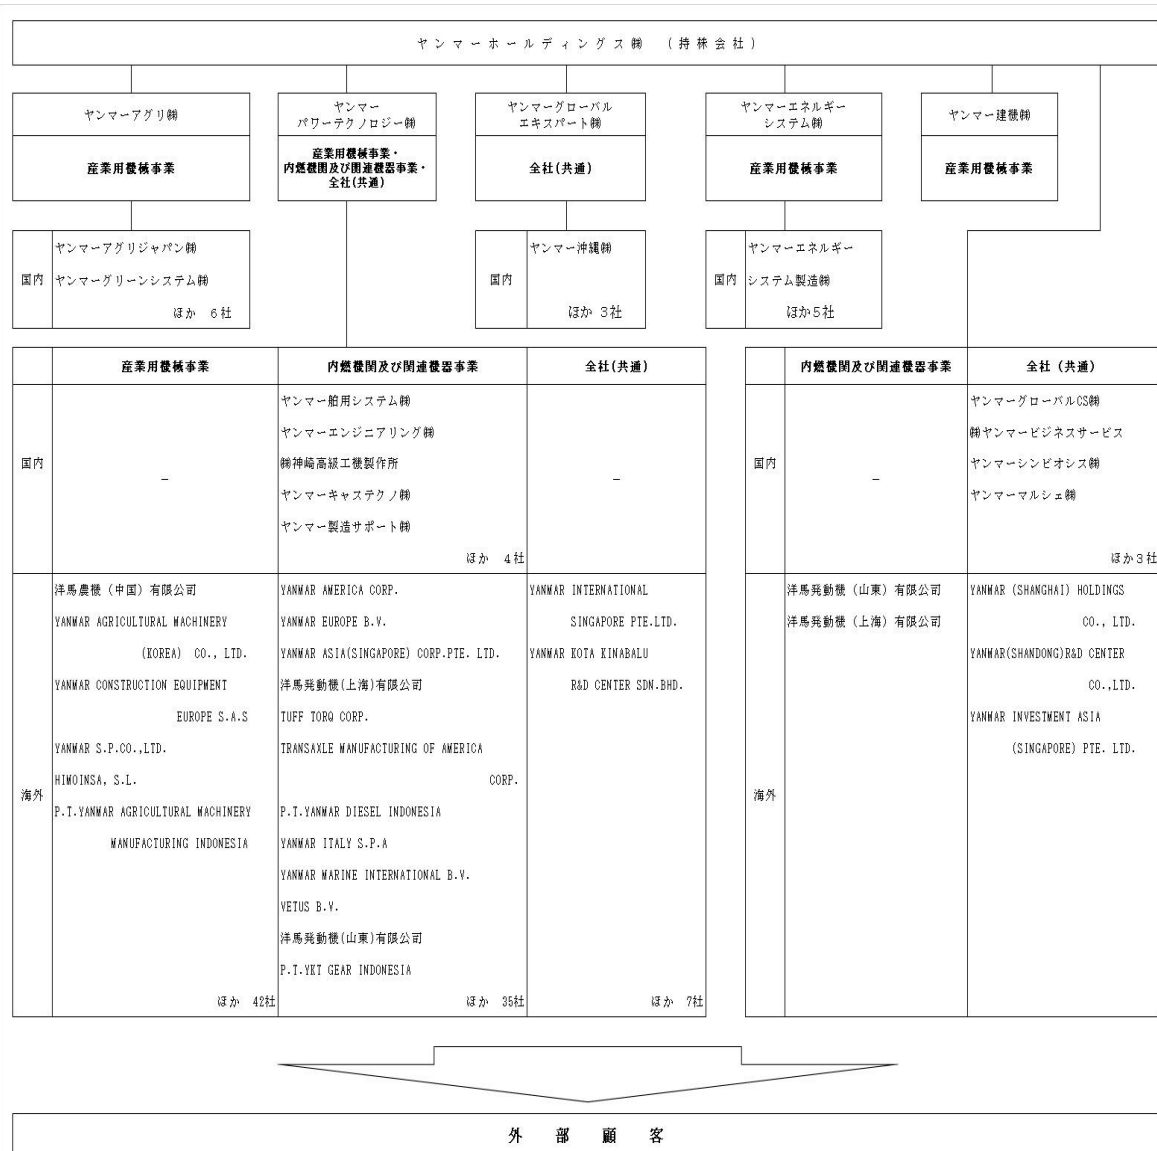 ヤンマーホールディングス㈱ (持株会社)
ヤンマーアグリ㈱
産業用機械事業
ヤンマー
パワーテクノロジー㈱
産業用機械事業・
内燃機関及び関連機器事業・
全社(共通)
ヤンマーグローバル
エキスパート㈱
全社(共通)
ヤンマーエネルギー
システム㈱
産業用機械事業
ヤンマー建機㈱
産業用機械事業
国内
ヤンマーアグリジャパン㈱
ヤンマーグリーンシステム㈱
ほか 6社
国内
ヤンマー沖縄㈱
ほか 3社
国内
ヤンマーエネルギー
システム製造㈱
ほか5社
産業用機械事業
内燃機関及び関連機器事業
全社(共通)
国内
－
ヤンマー舶用システム㈱
ヤンマーエンジニアリング㈱
㈱神崎高級工機製作所
ヤンマーキャステクノ㈱
ヤンマー製造サポート㈱
ほか 4社
－
海外
洋馬農機（中国）有限公司
YANMAR AGRICULTURAL MACHINERY
(KOREA) CO., LTD.
YANMAR CONSTRUCTION EQUIPMENT
EUROPE S.A.S
YANMAR S.P.CO.,LTD.
HIMOINSA, S.L.
P.T.YANMAR AGRICULTURAL MACHINERY
MANUFACTURING INDONESIA
ほか 42社
YANMAR AMERICA CORP.
YANMAR EUROPE B.V.
YANMAR ASIA(SINGAPORE) CORP.PTE. LTD.
洋馬発動機(上海)有限公司
TUFF TORQ CORP.
TRANSAXLE MANUFACTURING OF AMERICA
CORP.
P.T.YANMAR DIESEL INDONESIA
YANMAR ITALY S.P.A
YANMAR MARINE INTERNATIONAL B.V.
VETUS B.V.
洋馬発動機(山東)有限公司
P.T.YKT GEAR INDONESIA
ほか 35社
YANMAR INTERNATIONAL
SINGAPORE PTE.LTD.
YANMAR KOTA KINABALU
R&D CENTER SDN.BHD.
ほか 7社
内燃機関及び関連機器事業
全社（共通）
国内
－
ヤンマーグローバルCS㈱
㈱ヤンマービジネスサービス
ヤンマーシンビオシス㈱
ヤンマーマルシェ㈱
ほか3社
海外
洋馬発動機（山東）有限公司
洋馬発動機（上海）有限公司
YANMAR (SHANGHAI) HOLDINGS
CO., LTD.
YANMAR(SHANDONG)R&D CENTER
CO.,LTD.
YANMAR INVESTMENT ASIA
(SINGAPORE) PTE. LTD.
外部顧客